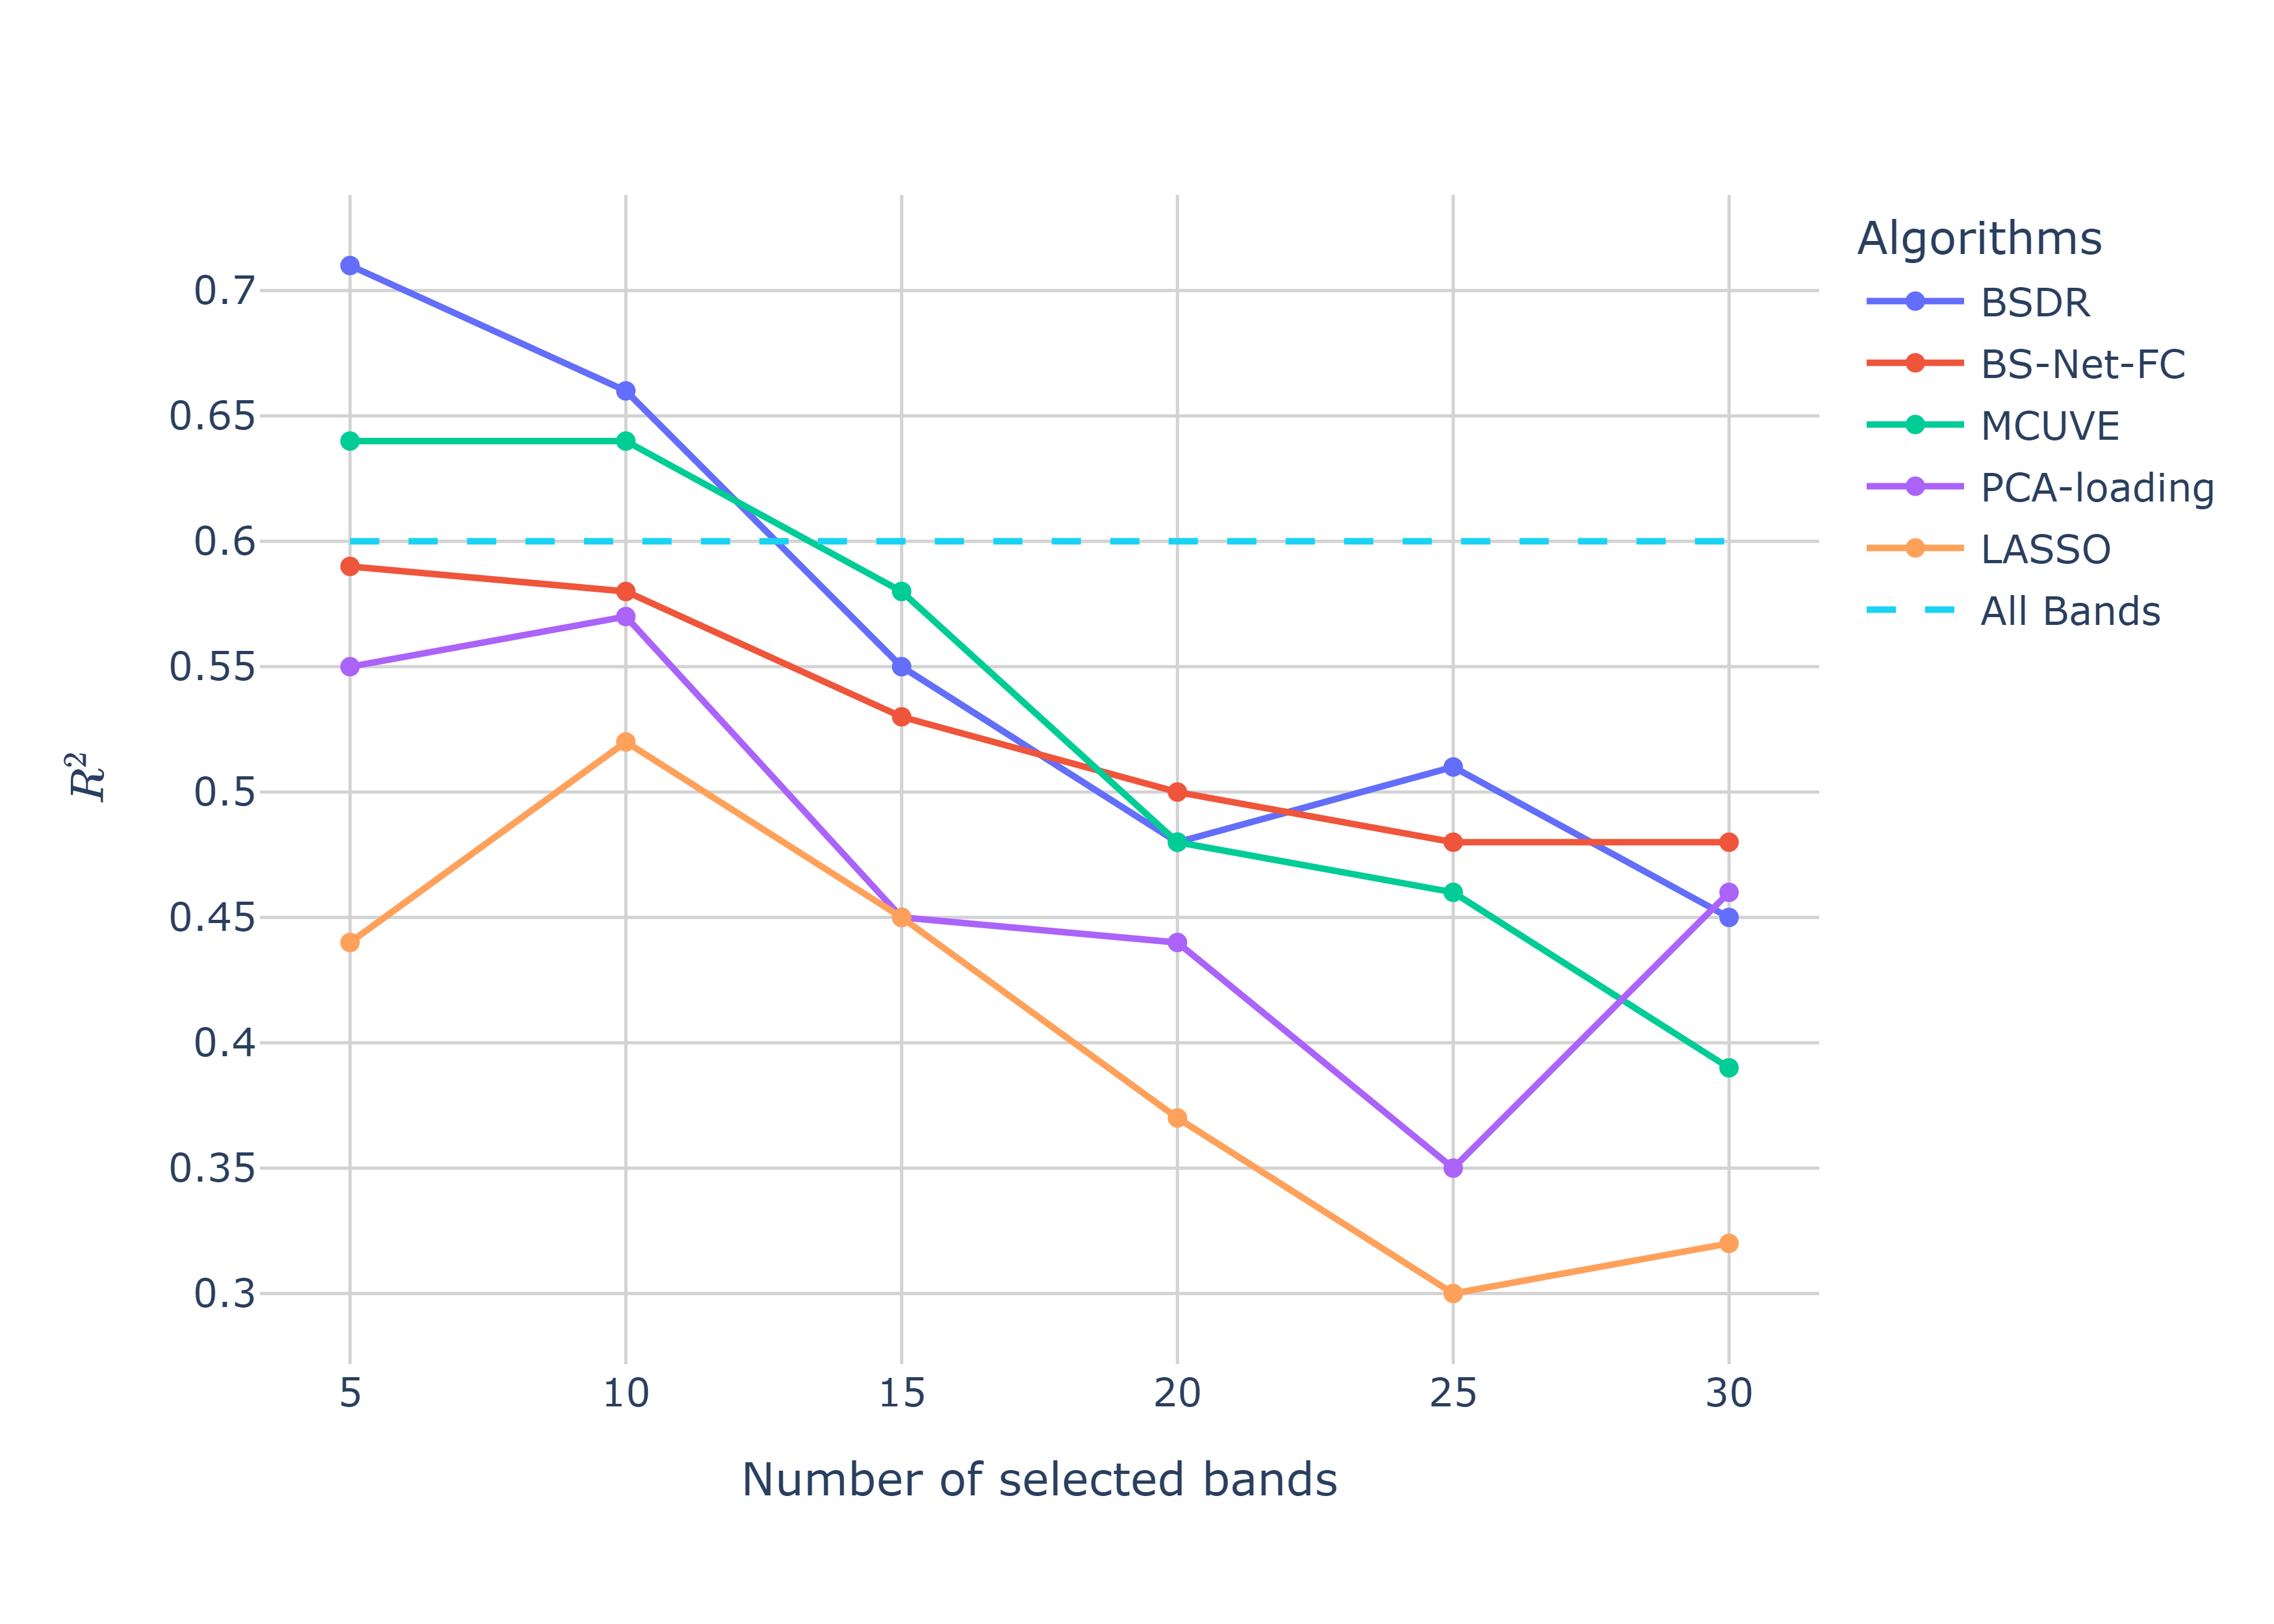 Algorithms
BSDR
BS-Net-FC
MCUVE
PCA-loading
LASSO
All Bands
0.7
0.65
0.6
0.55
0.5
0.45
0.4
0.35
0.3
R²
5 10 15 20 25 30
Number of selected bands